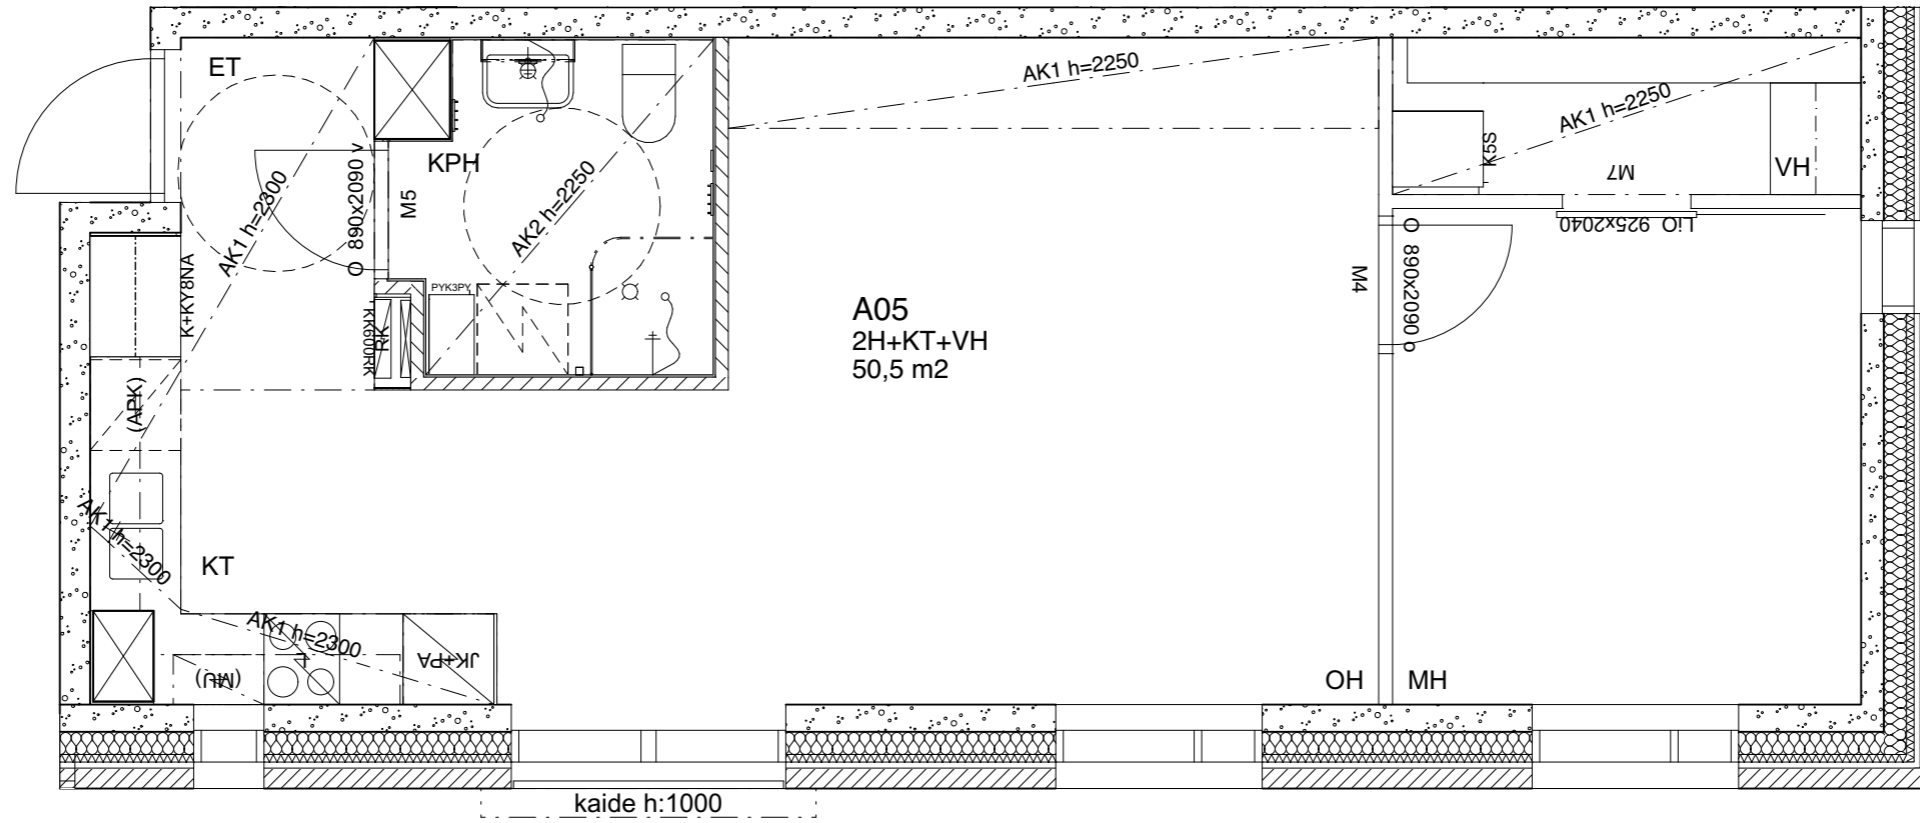 ET
AK1 h=2300
O 890x2090 v
M5
KPH
AK2 h=2250
PYK3PY
K+KY8NA
KK600RK
RK
(APK)
AK1 h=2300
KT
AK1 h=2300
(MU)
JK+PA
AK1 h=2250
A05
2H+KT+VH
50,5 m2
M4
O 890x2090 o
AK1 h=2250
K5S
M7
VH
LiO 925x2040
OH
MH
kaide h:1000